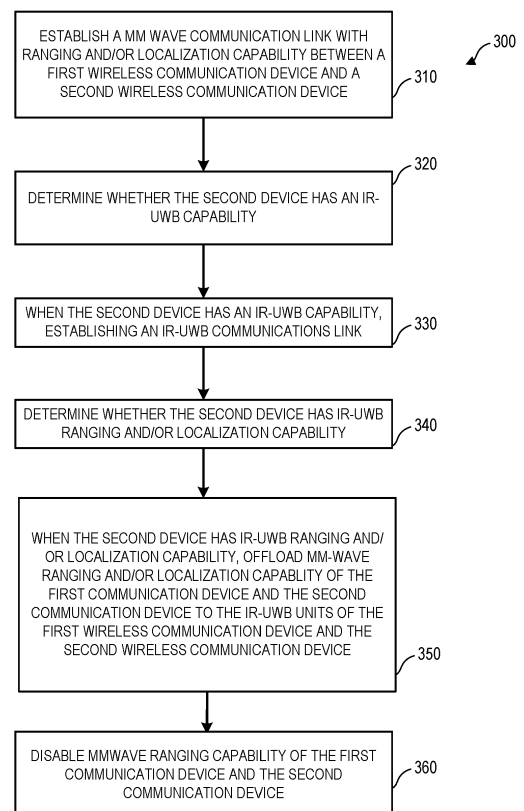 300
ESTABLISH A MM WAVE COMMUNICATION LINK WITH
RANGING AND/OR LOCALIZATION CAPABILITY BETWEEN A
FIRST WIRELESS COMMUNICATION DEVICE AND A
SECOND WIRELESS COMMUNICATION DEVICE
310
320
DETERMINE WHETHER THE SECOND DEVICE HAS AN IR-
UWB CAPABILITY
WHEN THE SECOND DEVICE HAS AN IR-UWB CAPABILITY,
ESTABLISHING AN IR-UWB COMMUNICATIONS LINK
330
DETERMINE WHETHER THE SECOND DEVICE HAS IR-UWB
RANGING AND/OR LOCALIZATION CAPABILITY
340
WHEN THE SECOND DEVICE HAS IR-UWB RANGING AND/
OR LOCALIZATION CAPABILITY, OFFLOAD MM-WAVE
RANGING AND/OR LOCALIZATION CAPABLITY OF THE
FIRST COMMUNICATION DEVICE AND THE SECOND
COMMUNICATION DEVICE TO THE IR-UWB UNITS OF THE
FIRST WIRELESS COMMUNICATION DEVICE AND THE
SECOND WIRELESS COMMUNICATION DEVICE
350
DISABLE MMWAVE RANGING CAPABILITY OF THE FIRST
COMMUNICATION DEVICE AND THE SECOND
COMMUNICATION DEVICE
360